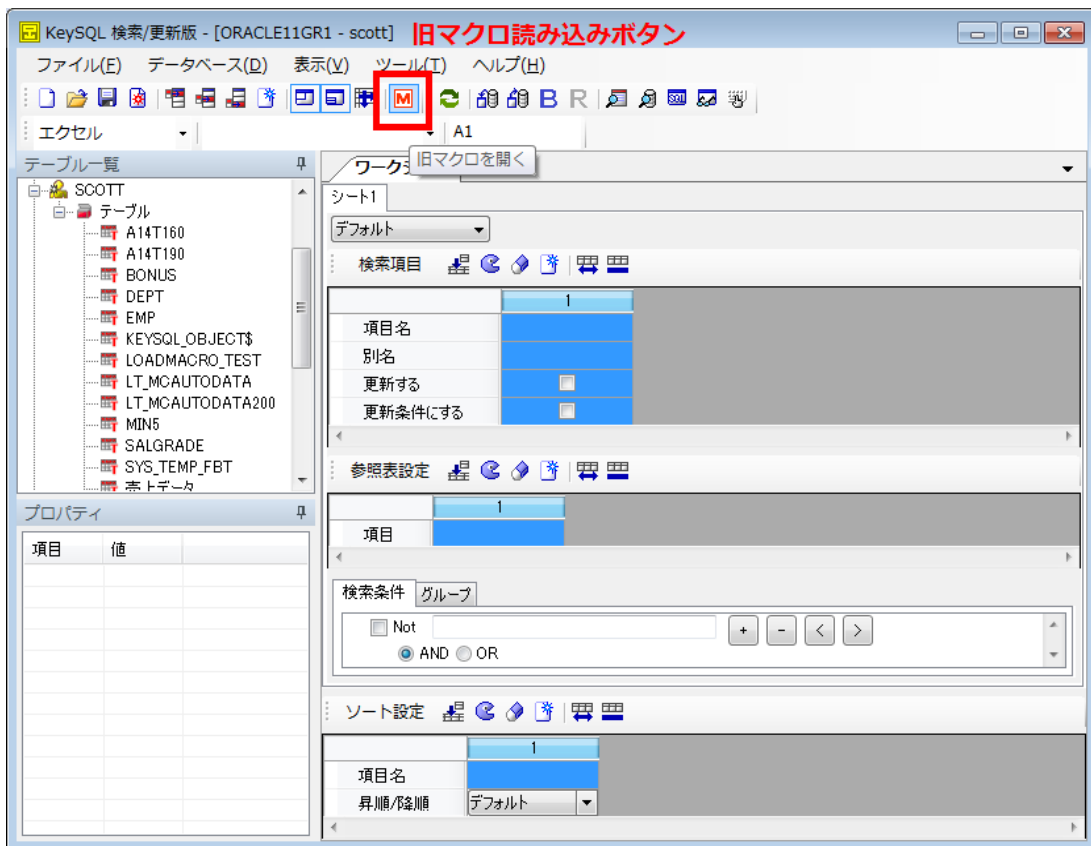 KeySQL 検索/更新版 - [ORACLE11GR1 - scott]
旧マクロ読み込みボタン
ファイル(F) データベース(D) 表示(V) ツール(T) ヘルプ(H)
M B R SQL
エクセル A1
旧マクロを開く
テーブル一覧
SCOTT
テーブル
A14T160
A14T190
BONUS
DEPT
EMP
KEYSQL_OBJECT$
LOADMACRO_TEST
LT_MCAUTODATA
LT_MCAUTODATA200
MIN5
SALGRADE
SYS_TEMP_FBT
売上データ
プロパティ
項目 値
シート1
デフォルト
検索項目
1
項目名
別名
更新する
更新条件にする
参照表設定
1
項目
検索条件 グループ
Not + - < >
AND OR
ソート設定
1
項目名
昇順/降順 デフォルト